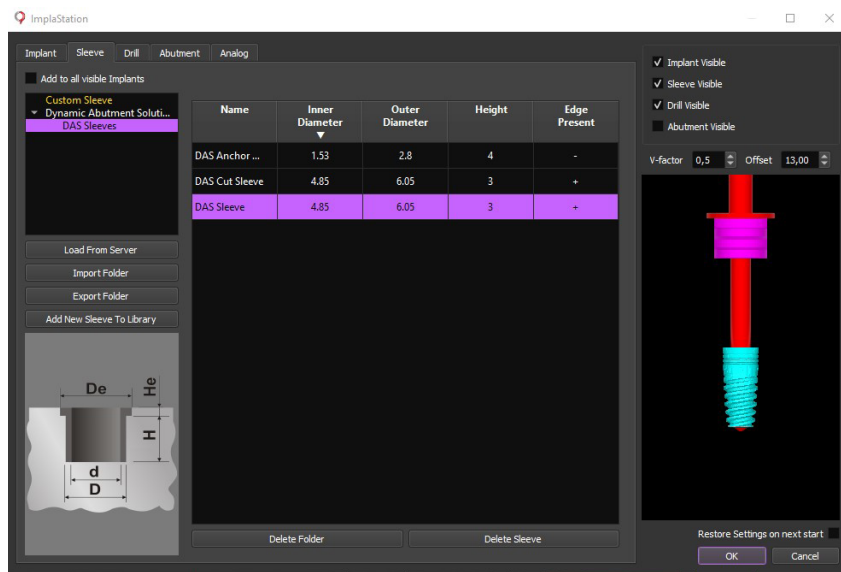 ImplaStation
Implant Sleeve Drill Abutment Analog
Add to all visible Implants
Custom Sleeve
Dynamic Abutment Soluti...
DAS Sleeves
Load From Server
Import Folder
Export Folder
Add New Sleeve To Library
De
He
H
d
D
Name Inner Diameter Outer Diameter Height Edge Present
DAS Anchor ... 1.53 2.8 4 -
DAS Cut Sleeve 4.85 6.05 3 +
DAS Sleeve 4.85 6.05 3 +
Delete Folder Delete Sleeve
Implant Visible
Sleeve Visible
Drill Visible
Abutment Visible
V-factor 0,5 Offset 13,00
Restore Settings on next start
OK Cancel